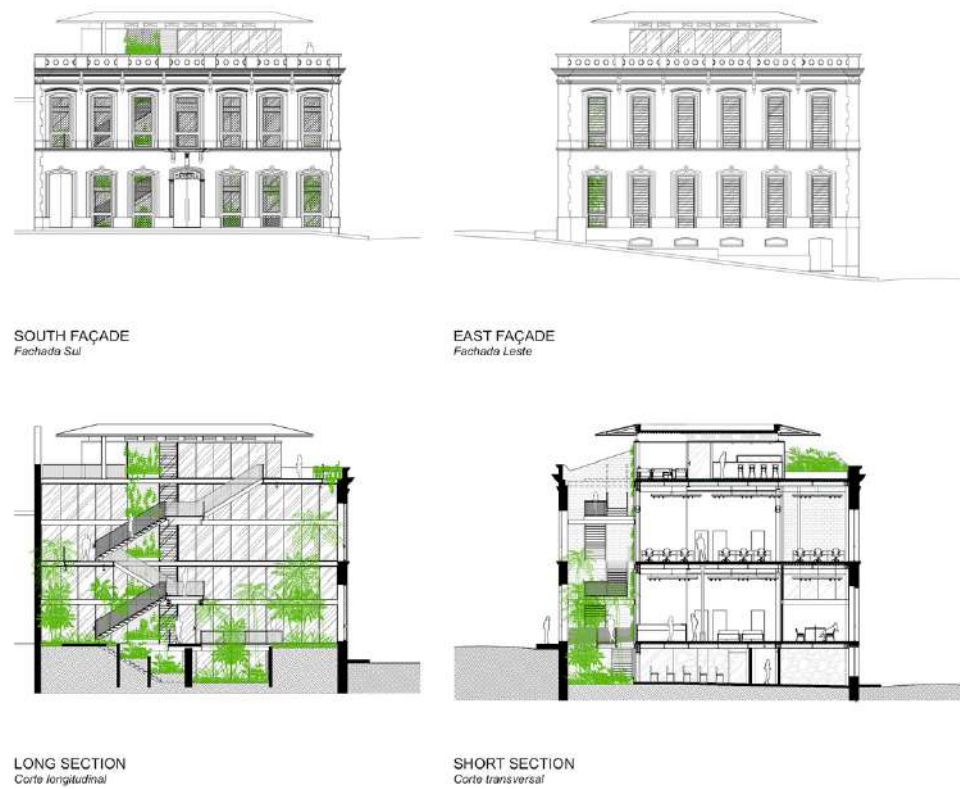 SOUTH FAÇADE
Fachada Sul
EAST FAÇADE
Fachada Leste
LONG SECTION
Corte longitudinal
SHORT SECTION
Corte transversal